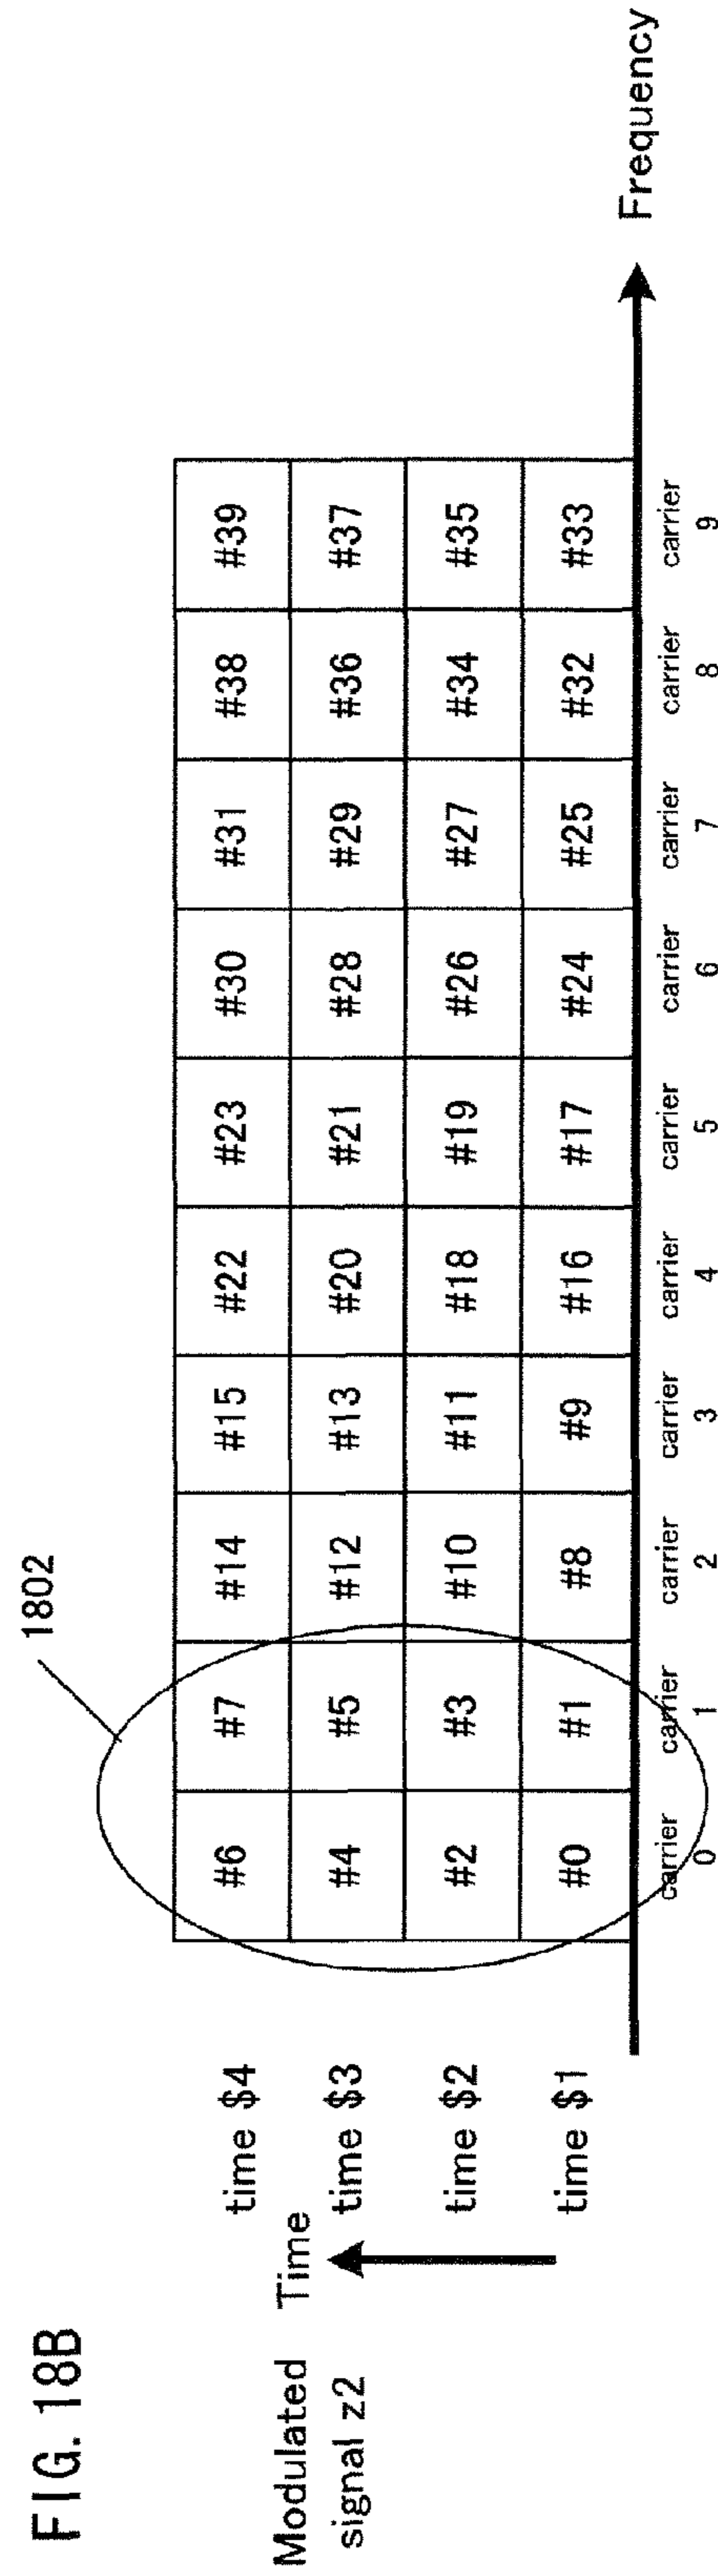 FIG. 18B
1802
Modulated
signal z2
Time
time $4
#6 #7 #14 #15 #22 #23 #30 #31 #38 #39
time $3
#4 #5 #12 #13 #20 #21 #28 #29 #36 #37
time $2
#2 #3 #10 #11 #18 #19 #26 #27 #34 #35
time $1
#0 #1 #8 #9 #16 #17 #24 #25 #32 #33
carrier carrier carrier carrier carrier carrier carrier carrier carrier carrier
0 1 2 3 4 5 6 7 8 9
Frequency